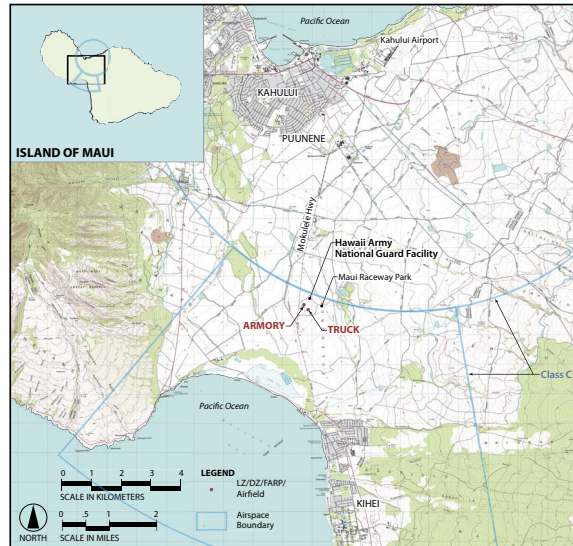 Pacific Ocean
Kahului Airport
KAHULUI
PUUNENE
ISLAND OF MAUI
Mokulele Hwy
Hawaii Army
National Guard Facility
Maui Raceway Park
ARMORY
TRUCK
Class C
Pacific Ocean
KIHEI
0 1 2 3 4
SCALE IN KILOMETERS
NORTH
0 .5 1 2
SCALE IN MILES
LEGEND
LZ/DZ/FARP/
Airfield
Airspace
Boundary